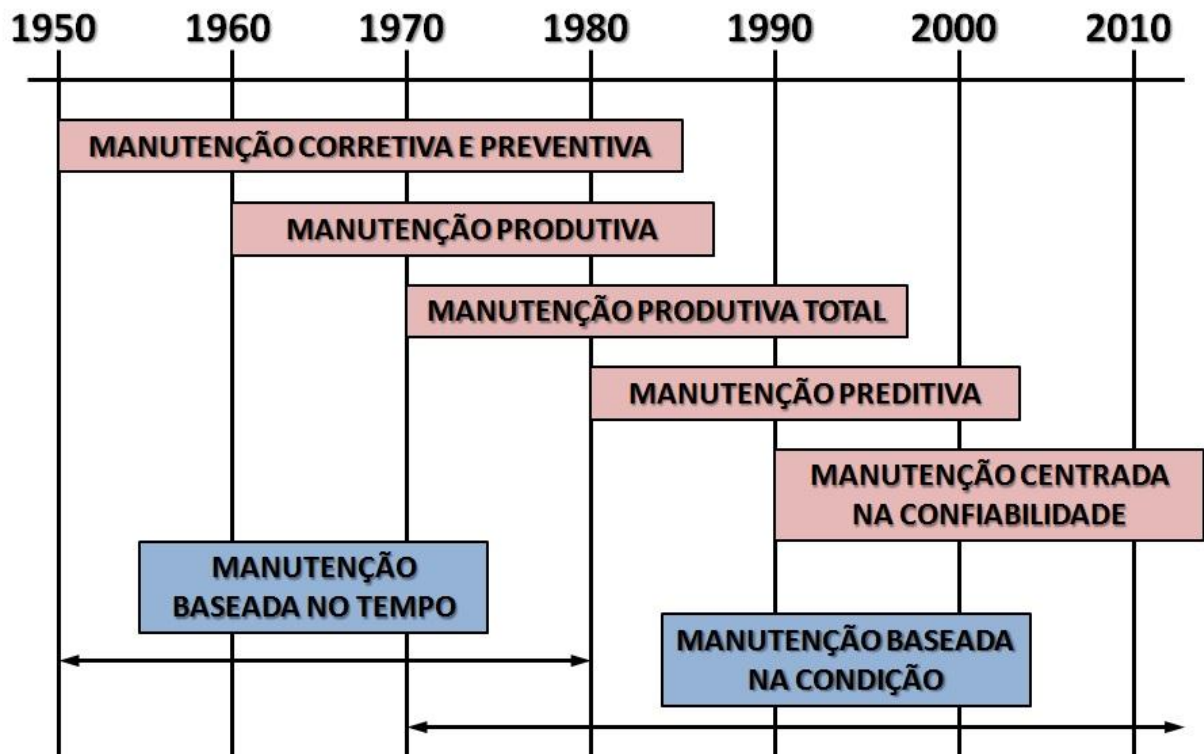 1950 1960 1970 1980 1990 2000 2010
MANUTENÇÃO CORRETIVA E PREVENTIVA
MANUTENÇÃO PRODUTIVA
MANUTENÇÃO PRODUTIVA TOTAL
MANUTENÇÃO PREDITIVA
MANUTENÇÃO CENTRADA
NA CONFIABILIDADE
MANUTENÇÃO
BASEADA NO TEMPO
MANUTENÇÃO BASEADA
NA CONDIÇÃO